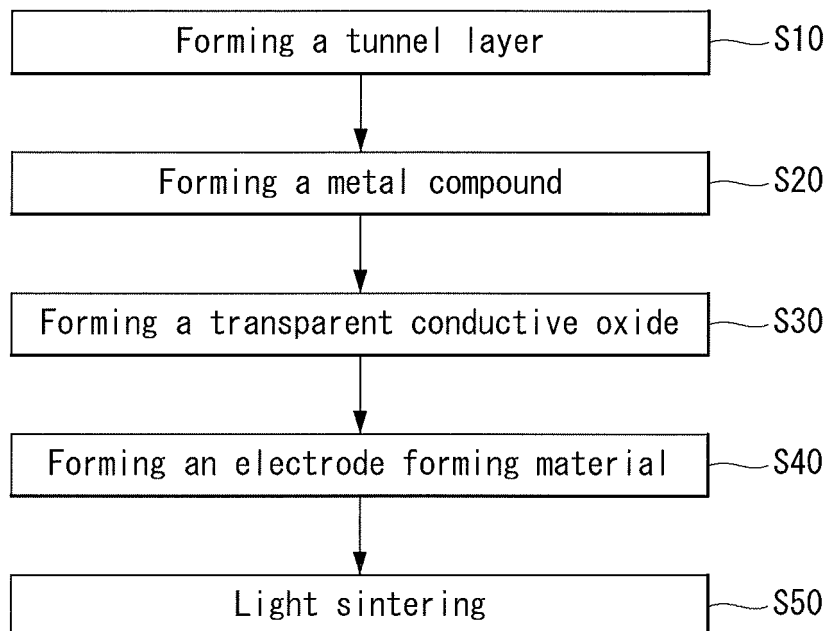 Forming a tunnel layer S10
Forming a metal compound S20
Forming a transparent conductive oxide S30
Forming an electrode forming material S40
Light sintering S50